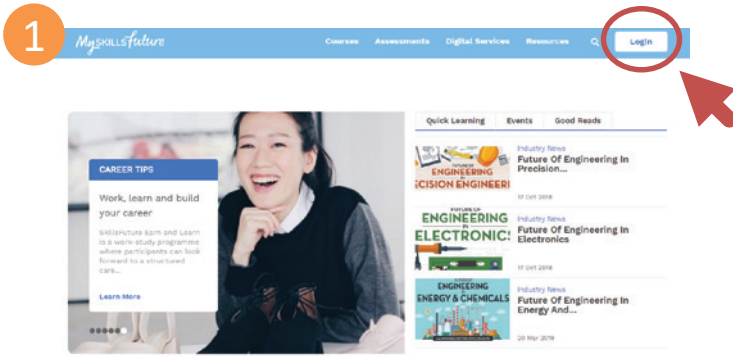 1
MySKILLSfuture
Courses Assessments Digital Services Resources Login
Quick Learning Events Good Reads
CAREER TIPS
Work, learn and build
your career
SkillsFuture Earn and Learn
is a work-study programme
where participants can look
forward to a structured
care...
Learn More
FUTURE OF
ENGINEERING
IN
CISION ENGINEERI
Industry News
Future Of Engineering In
Precision...
17 Oct 2018
FUTURE OF
ENGINEERING
IN
ELECTRONICS
Industry News
Future Of Engineering In
Electronics
17 Oct 2018
FUTURE OF
ENGINEERING
IN
ENERGY & CHEMICALS
Industry News
Future Of Engineering In
Energy And...
20 Mar 2019